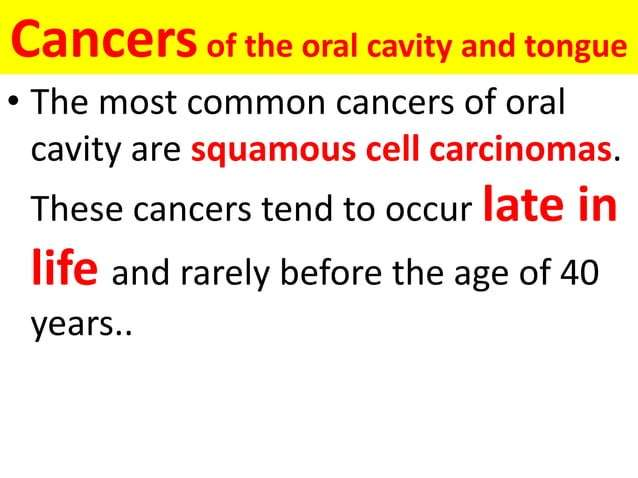 Cancers of the oral cavity and tongue
• The most common cancers of oral
cavity are squamous cell carcinomas.
These cancers tend to occur late in
life and rarely before the age of 40
years..